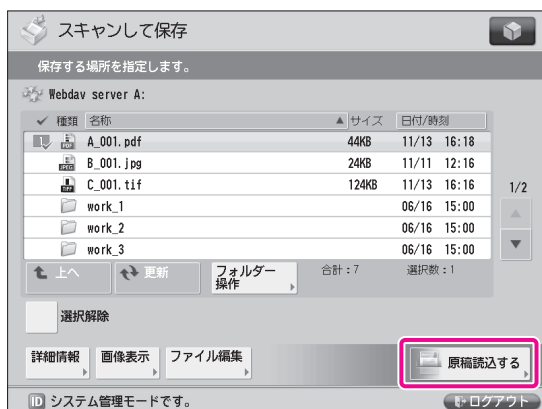 スキャンして保存
保存する場所を指定します。
Webdav server A:
種類 名称 ▲ サイズ 日付/時刻
1 PDF A_001.pdf 44KB 11/13 16:18
JPEG B_001.jpg 24KB 11/11 12:16
TIFF C_001.tif 124KB 11/13 16:16
1/2
work_1 06/16 15:00
work_2 06/16 15:00
work_3 06/16 15:00
上へ 更新 フォルダー操作 合計:7 選択数:1
選択解除
詳細情報 画像表示 ファイル編集 原稿読込する
ID システム管理モードです。 ログアウト